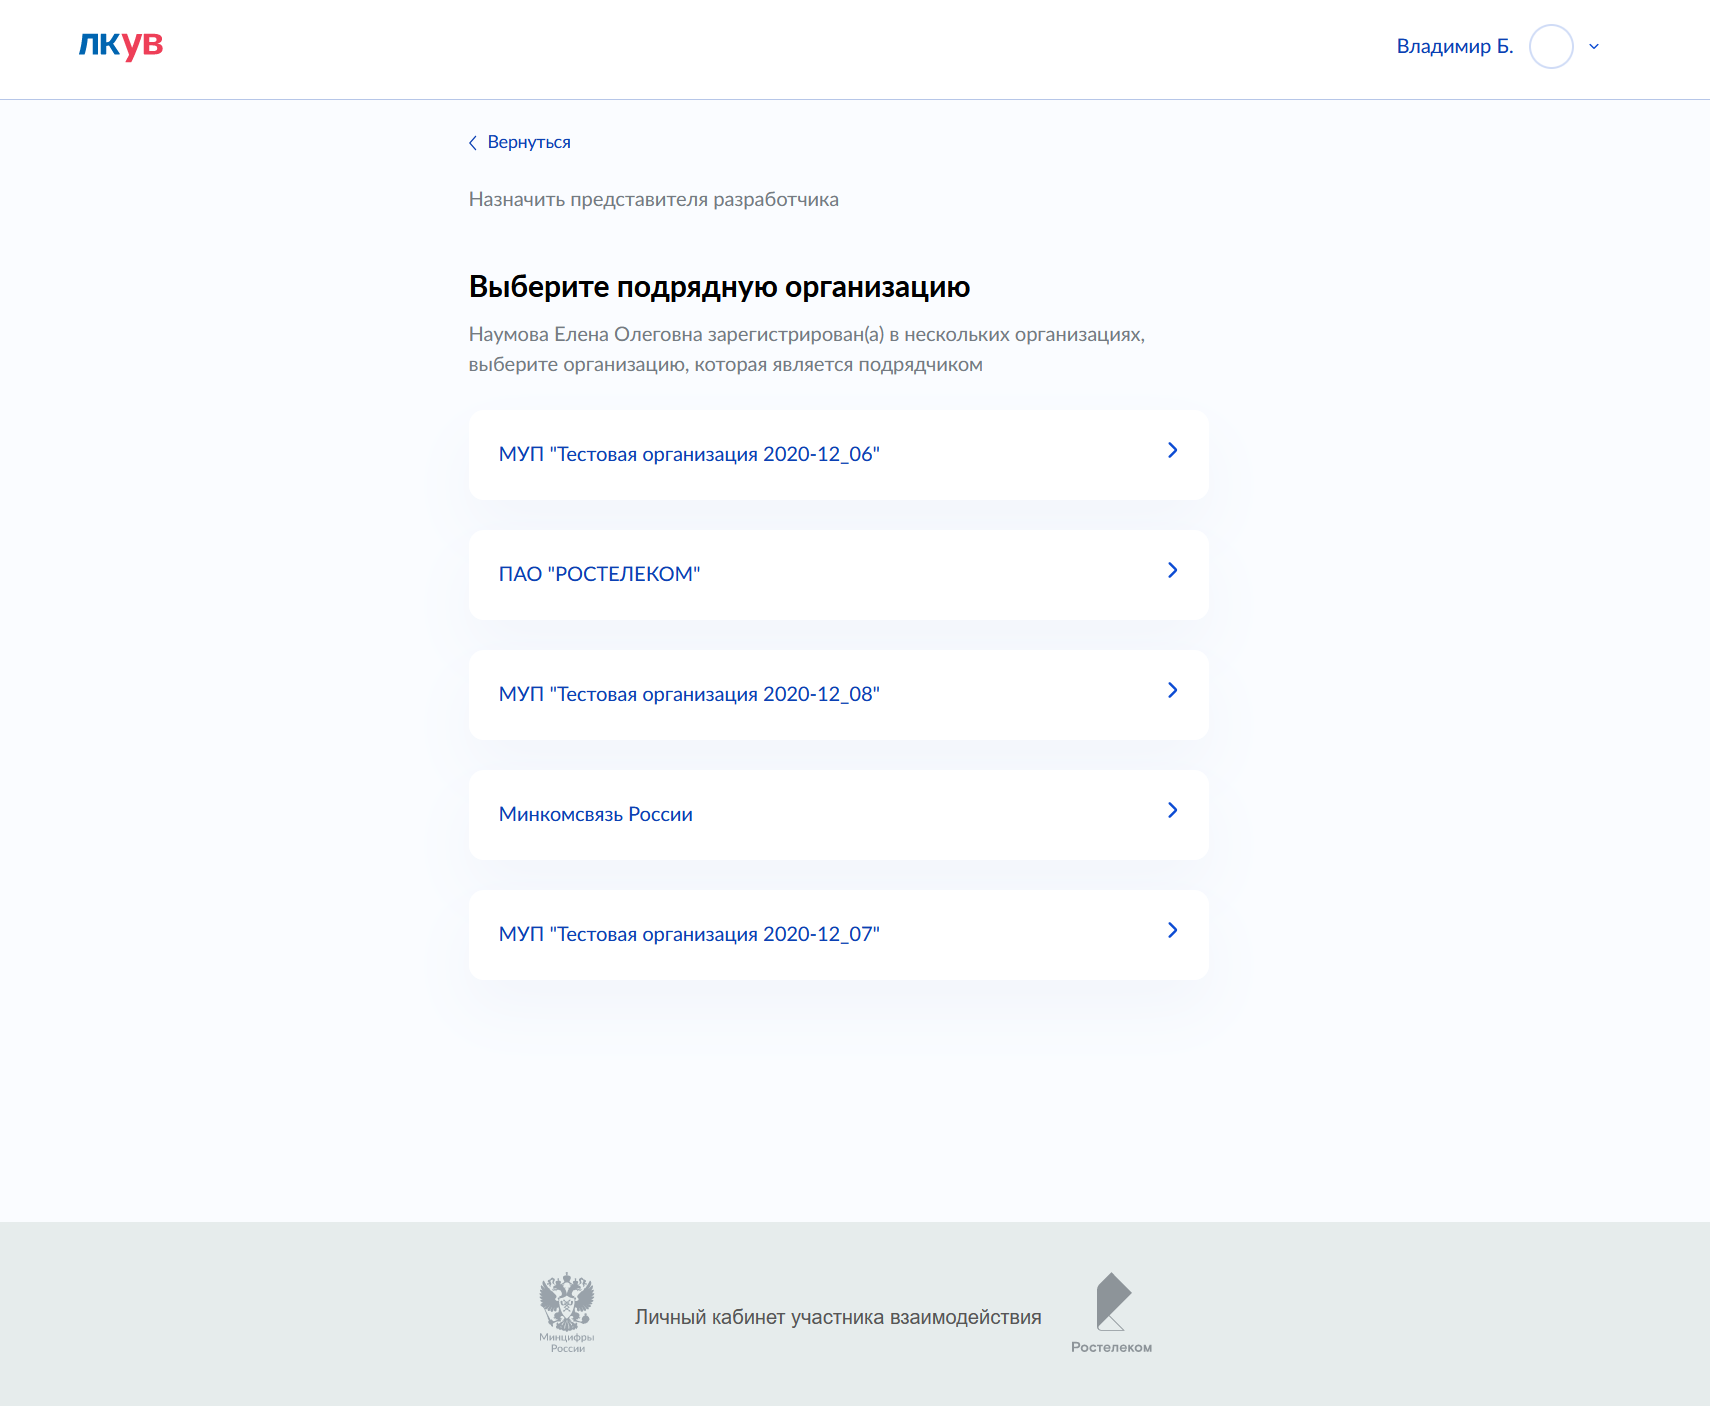 ЛКУВ
Владимир Б.
Вернуться
Назначить представителя разработчика
Выберите подрядную организацию
Наумова Елена Олеговна зарегистрирован(а) в нескольких организациях,
выберите организацию, которая является подрядчиком
МУП "Тестовая организация 2020-12_06"
ПАО "РОСТЕЛЕКОМ"
МУП "Тестовая организация 2020-12_08"
Минкомсвязь России
МУП "Тестовая организация 2020-12_07"
Минцифры
России
Личный кабинет участника взаимодействия
Ростелеком